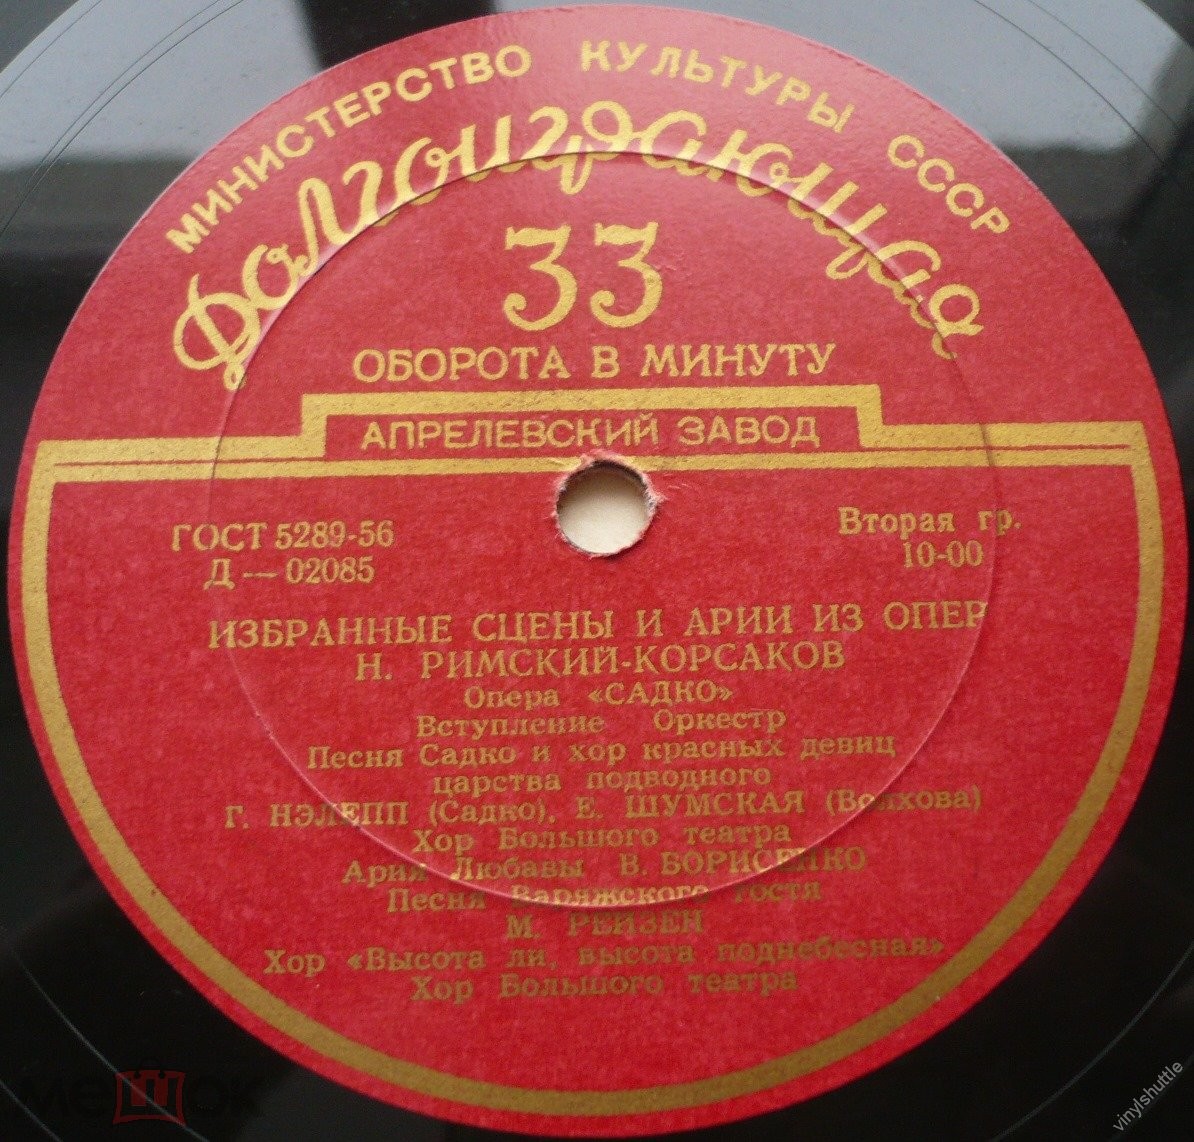 МИНИСТЕРСТВО КУЛЬТУРЫ СССР
Долгоиграющая
33
ОБОРОТА В МИНУТУ
АПРЕЛЕВСКИЙ ЗАВОД
ГОСТ 5289-56
Д — 02085
Вторая гр.
10-00
ИЗБРАННЫЕ СЦЕНЫ И АРИИ ИЗ ОПЕР
Н. РИМСКИЙ-КОРСАКОВ
Опера «САДКО»
Вступление Оркестр
Песня Садко и хор красных девиц
царства подводного
Г. НЭЛЕПП (Садко), Е. ШУМСКАЯ (Волхова)
Хор Большого театра
Ария Любавы В. БОРИСЕНКО
Песня Варяжского гостя
М. РЕЙЗЕН
Хор «Высота ли, высота поднебесная»
Хор Большого театра
мешок
vinylshuttle